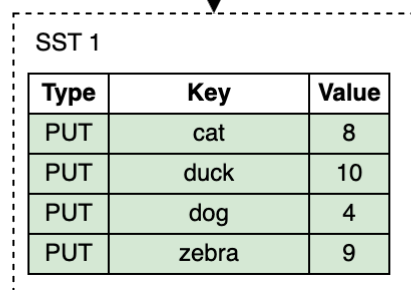 SST 1
Type Key Value
PUT cat 8
PUT duck 10
PUT dog 4
PUT zebra 9